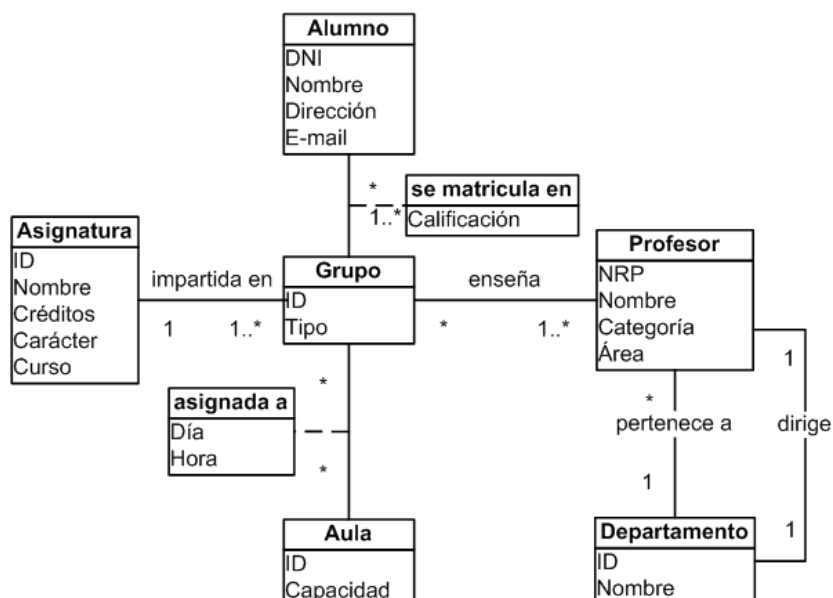 Alumno
DNI
Nombre
Dirección
E-mail
*
se matricula en
1..*
Calificación
Asignatura
ID
Nombre
Créditos
Carácter
Curso
impartida en
1
1..*
Grupo
ID
Tipo
enseña
*
1..*
Profesor
NRP
Nombre
Categoría
Área
*
asignada a
Día
Hora
*
*
pertenece a
1
1
dirige
1
Aula
ID
Capacidad
Departamento
ID
Nombre